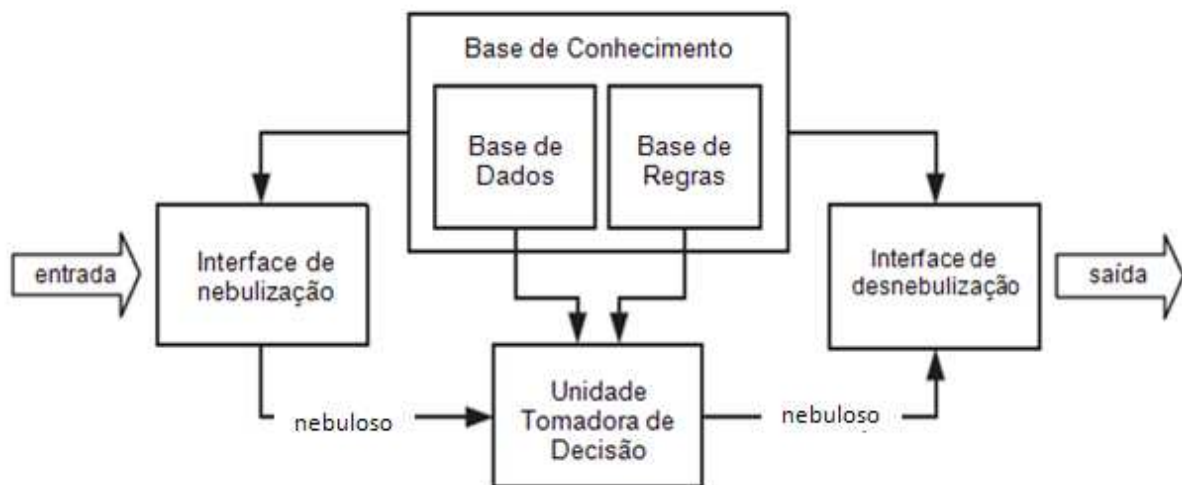 Base de Conhecimento
Base de
Dados
Base de
Regras
entrada
Interface de
nebulização
Interface de
desnebulização
saída
nebuloso
Unidade
Tomadora de
Decisão
nebuloso